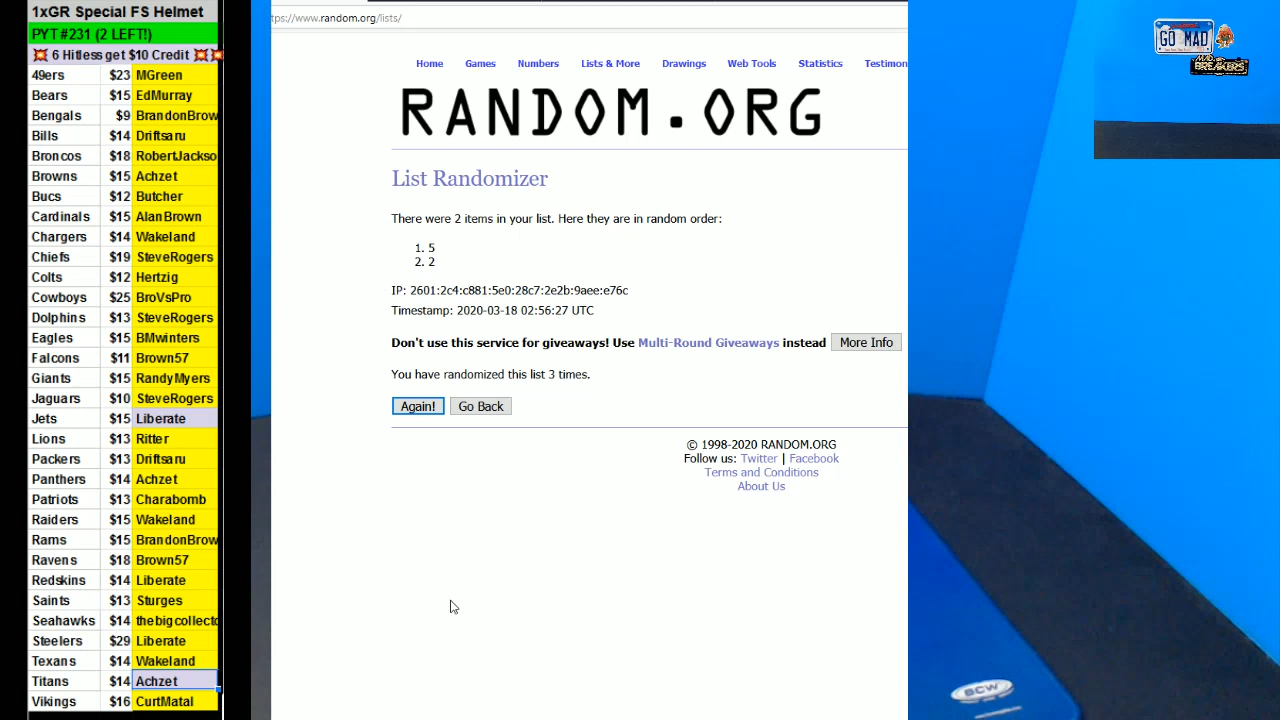 1xGR Special FS Helmet
PYT #231 (2 LEFT!)
💥 6 Hitless get $10 Credit 💥
49ers $23 MGreen
Bears $15 EdMurray
Bengals $9 BrandonBrow
Bills $14 Driftsaru
Broncos $18 RobertJackso
Browns $15 Achzet
Bucs $12 Butcher
Cardinals $15 AlanBrown
Chargers $14 Wakeland
Chiefs $19 SteveRogers
Colts $12 Hertzig
Cowboys $25 BroVsPro
Dolphins $13 SteveRogers
Eagles $15 BMwinters
Falcons $11 Brown57
Giants $15 RandyMyers
Jaguars $10 SteveRogers
Jets $15 Liberate
Lions $13 Ritter
Packers $13 Driftsaru
Panthers $14 Achzet
Patriots $13 Charabomb
Raiders $15 Wakeland
Rams $15 BrandonBrow
Ravens $18 Brown57
Redskins $14 Liberate
Saints $13 Sturges
Seahawks $14 thebigcollecto
Steelers $29 Liberate
Texans $14 Wakeland
Titans $14 Achzet
Vikings $16 CurtMatal
tps://www.random.org/lists/
Home Games Numbers Lists & More Drawings Web Tools Statistics Testimon
RANDOM.ORG
List Randomizer
There were 2 items in your list. Here they are in random order:
1. 5
2. 2
IP: 2601:2c4:c881:5e0:28c7:2e2b:9aee:e76c
Timestamp: 2020-03-18 02:56:27 UTC
Don't use this service for giveaways! Use Multi-Round Giveaways instead More Info
You have randomized this list 3 times.
Again! Go Back
© 1998-2020 RANDOM.ORG
Follow us: Twitter | Facebook
Terms and Conditions
About Us
GO MAD
MAD BREAKERS
BCW